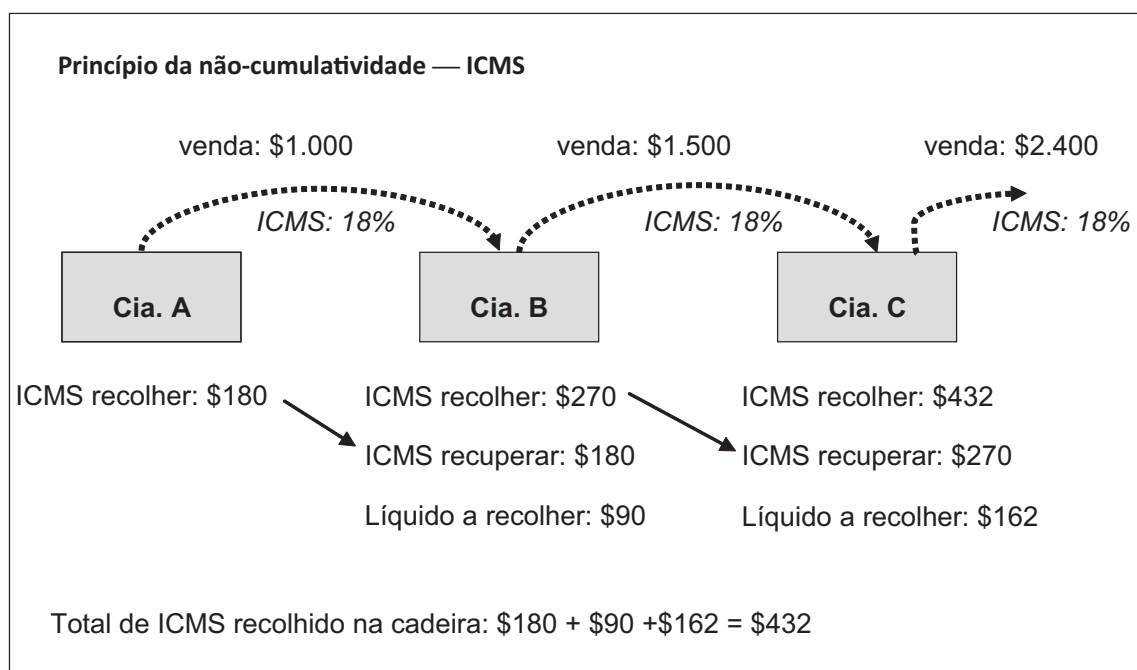 Princípio da não-cumulatividade — ICMS
venda: $1.000
venda: $1.500
venda: $2.400
ICMS: 18%
ICMS: 18%
ICMS: 18%
Cia. A
Cia. B
Cia. C
ICMS recolher: $180
ICMS recolher: $270
ICMS recolher: $432
ICMS recuperar: $180
ICMS recuperar: $270
Líquido a recolher: $90
Líquido a recolher: $162
Total de ICMS recolhido na cadeira: $180 + $90 +$162 = $432